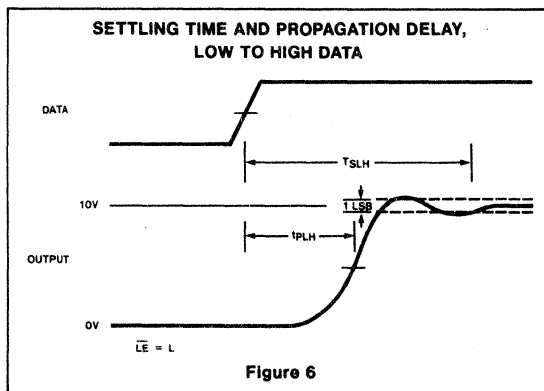 SETTLING TIME AND PROPAGATION DELAY,
LOW TO HIGH DATA
DATA
TSLH
10V
1 LSB
tPLH
OUTPUT
0V
L̅E̅ = L
Figure 6